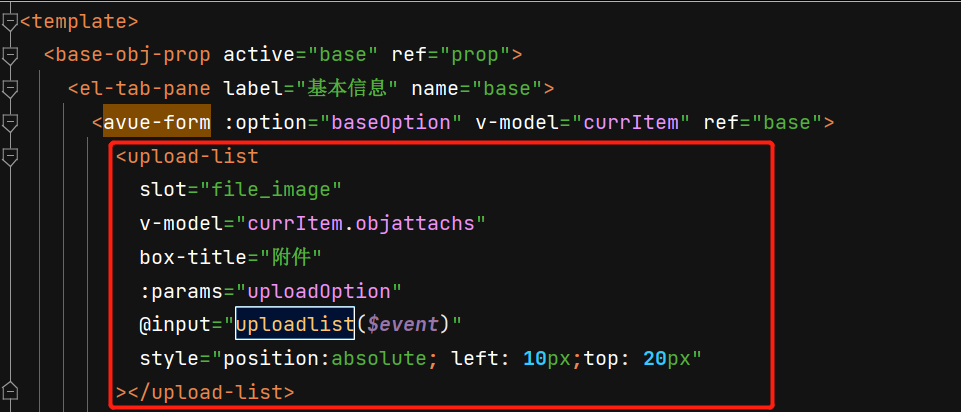 <template>
<base-obj-prop active="base" ref="prop">
<el-tab-pane label="基本信息" name="base">
<avue-form :option="baseOption" v-model="currItem" ref="base">
<upload-list
slot="file_image"
v-model="currItem.objattachs"
box-title="附件"
:params="uploadOption"
@input="uploadlist($event)"
style="position:absolute; left: 10px;top: 20px"
></upload-list>